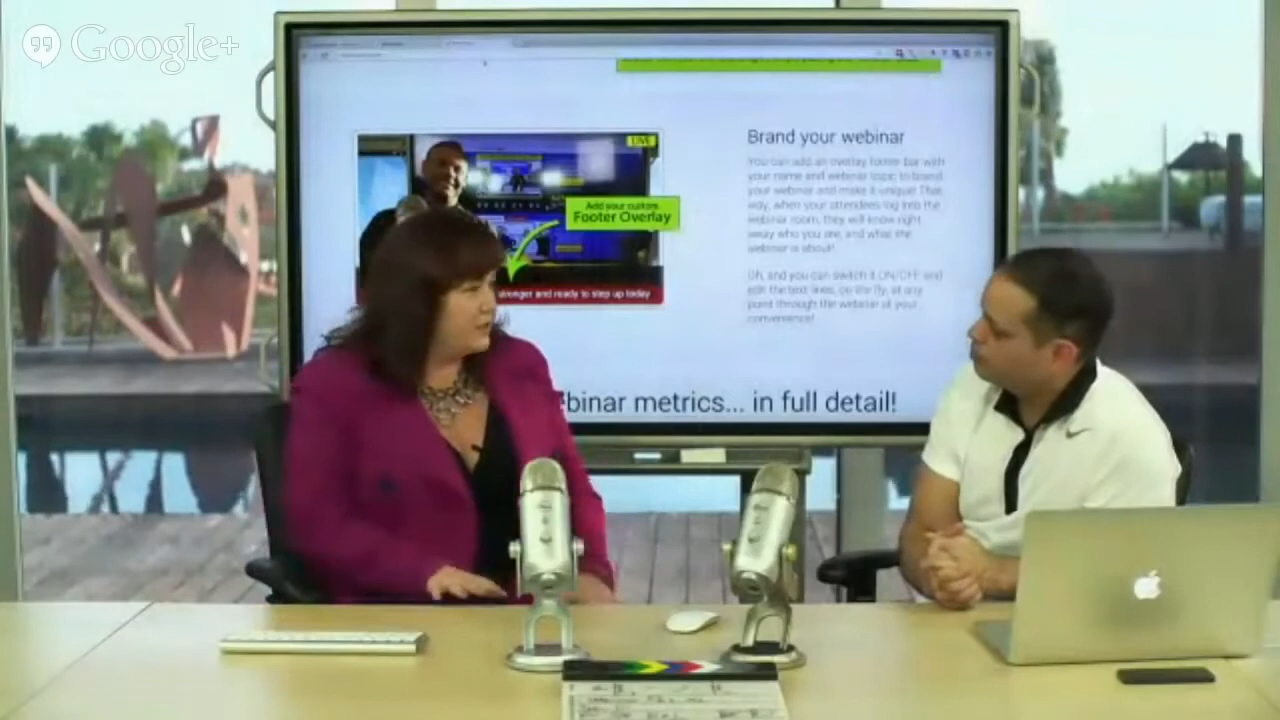 Google+
LIVE
Add your custom
Footer Overlay
stronger and ready to step up today
Brand your webinar
You can add an overlay footer bar with
your name and webinar topic to brand
your webinar and make it unique! That
way, when your attendees log into the
webinar room, they will know right
away who you are, and what the
webinar is about!
Oh, and you can switch it ON/OFF and
edit the text lines, on the fly, at any
point through the webinar at your
convenience!
binar metrics... in full detail!